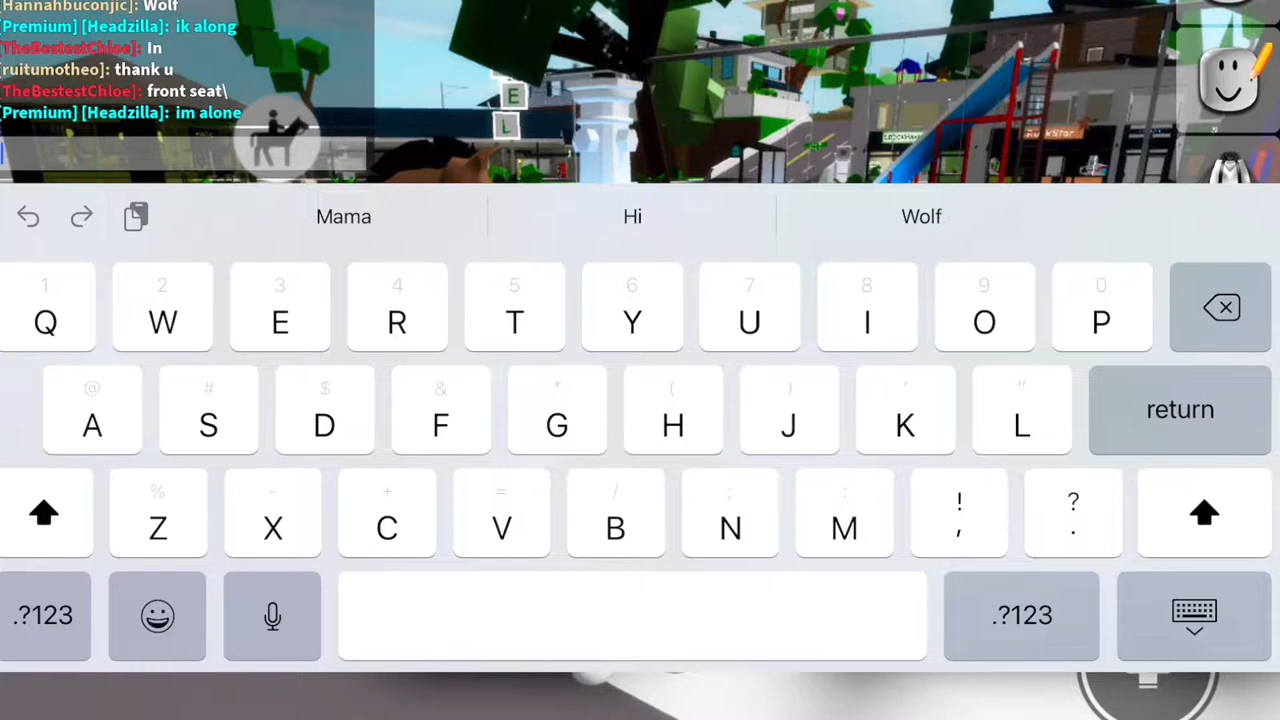 [Hannahbuconjic]: Wolf
[Premium] [Headzilla]: ik along
[TheBestestChloe]: In
[ruitumotheo]: thank u
[TheBestestChloe]: front seat\
[Premium] [Headzilla]: im alone
E
L
Mama Hi Wolf
1 2 3 4 5 6 7 8 9 0
Q W E R T Y U I O P
@ # $ & * ( ) ' "
A S D F G H J K L return
% - + = / ; : ! ?
Z X C V B N M , .
.?123 .?123